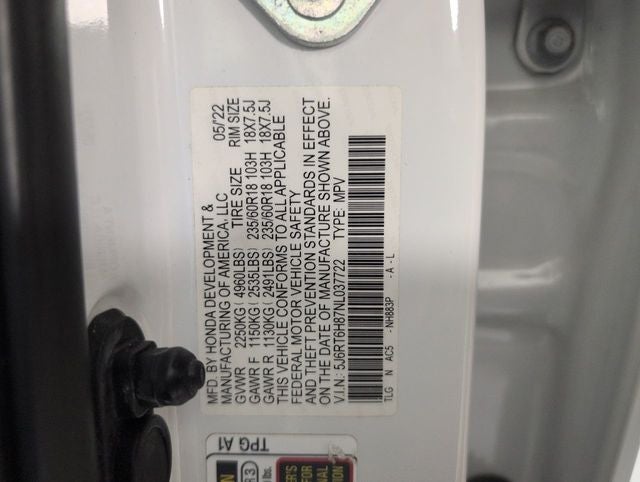 MFD. BY HONDA DEVELOPMENT & 05/'22
MANUFACTURING OF AMERICA, LLC
TIRE SIZE RIM SIZE
GVWR 2250KG( 4960LBS)
GAWR F 1150KG( 2535LBS) 235/60R18 103H 18X7.5J
GAWR R 1130KG( 2491LBS) 235/60R18 103H 18X7.5J
THIS VEHICLE CONFORMS TO ALL APPLICABLE
FEDERAL MOTOR VEHICLE SAFETY
AND THEFT PREVENTION STANDARDS IN EFFECT
ON THE DATE OF MANUFACTURE SHOWN ABOVE.
V.I.N.: 5J6RT6H87NL037722 TYPE: MPV
TLG N AC5 -NH883P -A-L
TPG A1